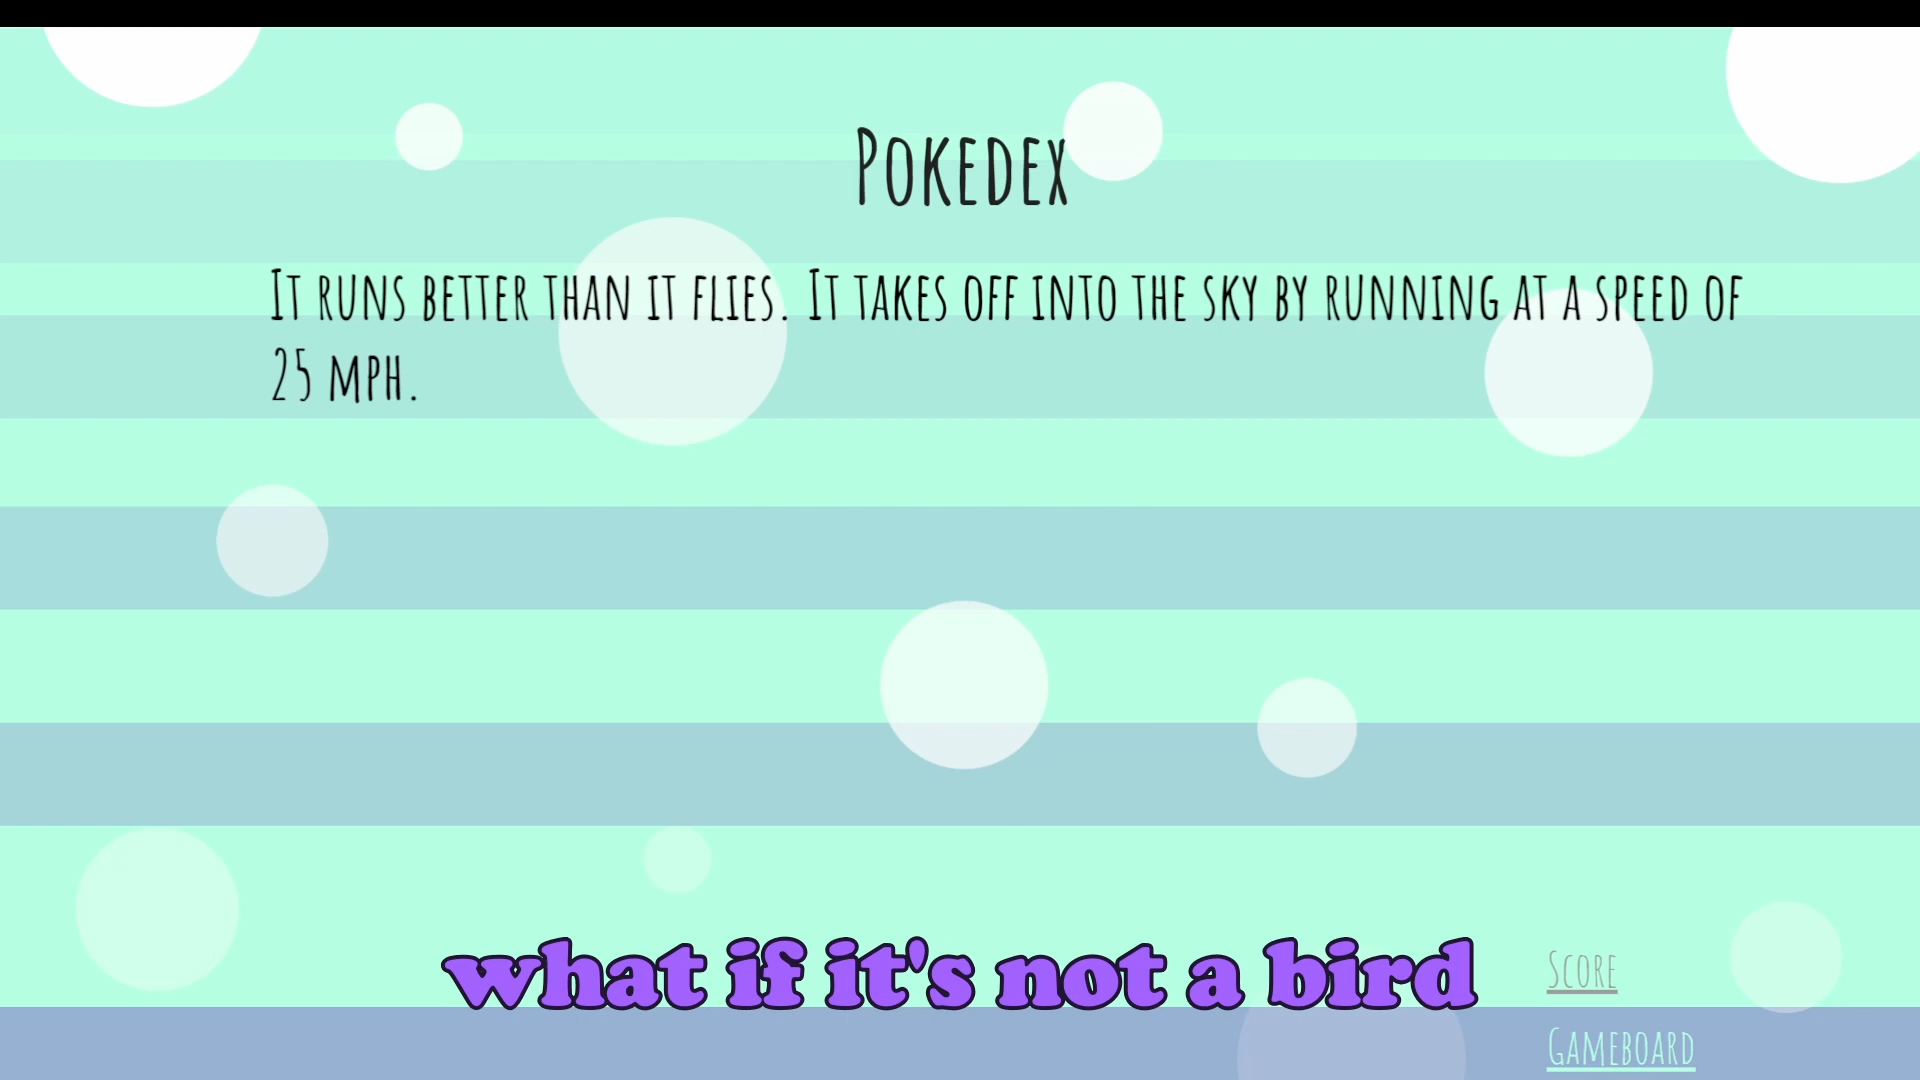 Pokedex
It runs better than it flies. It takes off into the sky by running at a speed of
25 mph.
what if it's not a bird
Score
Gameboard